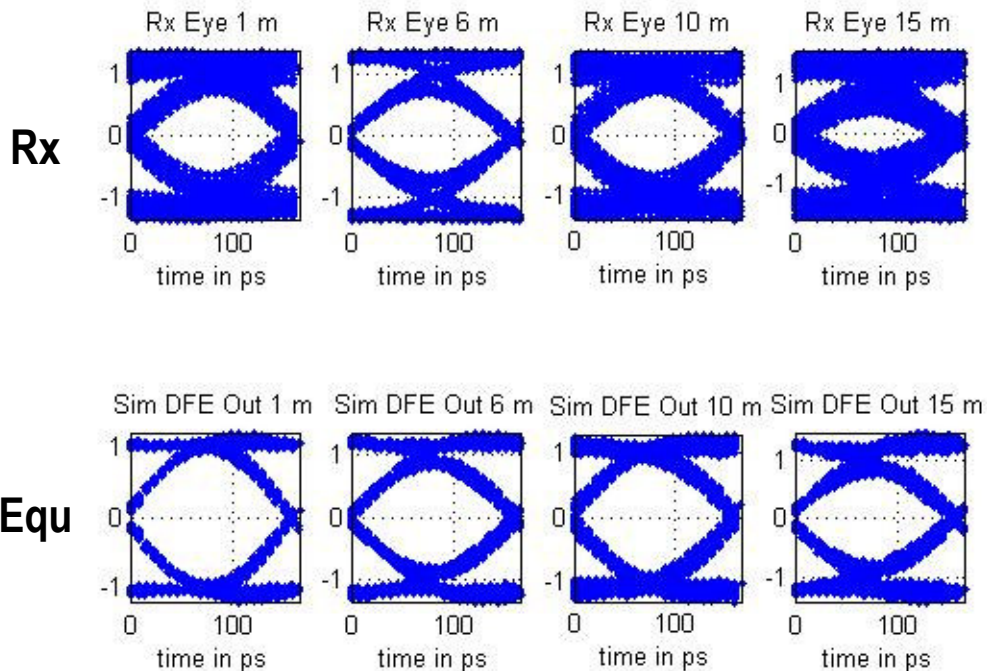 Rx Eye 1 m Rx Eye 6 m Rx Eye 10 m Rx Eye 15 m
Rx
1 1 1 1
0 0 0 0
-1 -1 -1 -1
0 100 0 100 0 100 0 100
time in ps time in ps time in ps time in ps
Sim DFE Out 1 m Sim DFE Out 6 m Sim DFE Out 10 m Sim DFE Out 15 m
Equ
1 1 1 1
0 0 0 0
-1 -1 -1 -1
0 100 0 100 0 100 0 100
time in ps time in ps time in ps time in ps